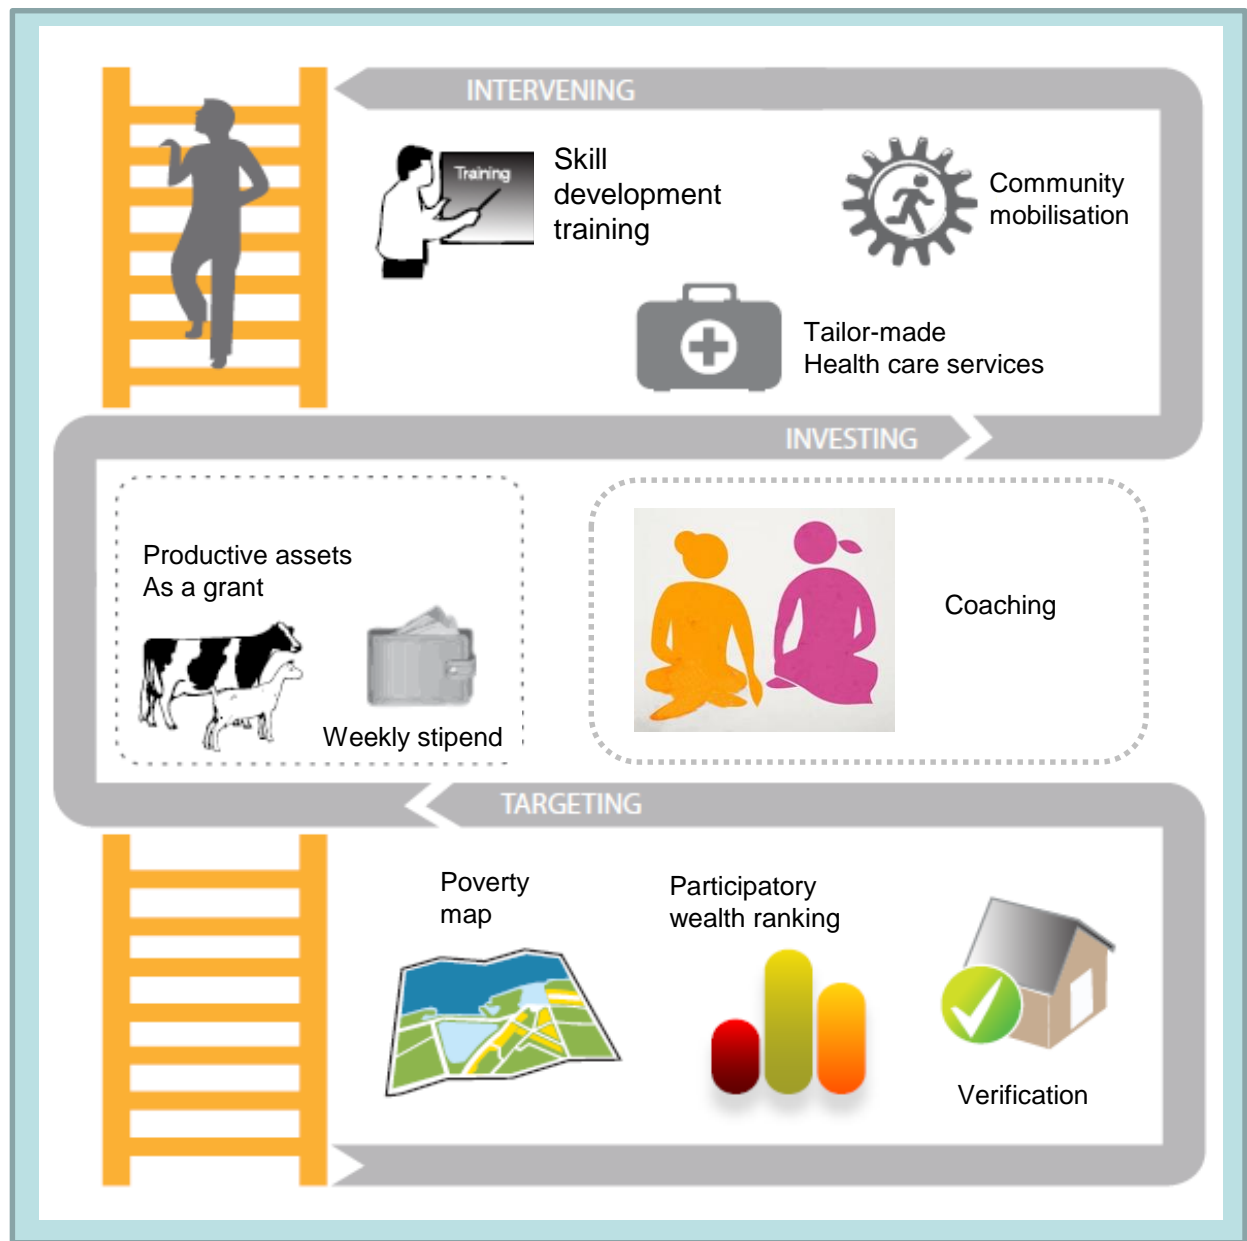 INTERVENING
Training
Skill
development
training
Community
mobilisation
Tailor-made
Health care services
INVESTING
Productive assets
As a grant
Weekly stipend
Coaching
TARGETING
Poverty
map
Participatory
wealth ranking
Verification